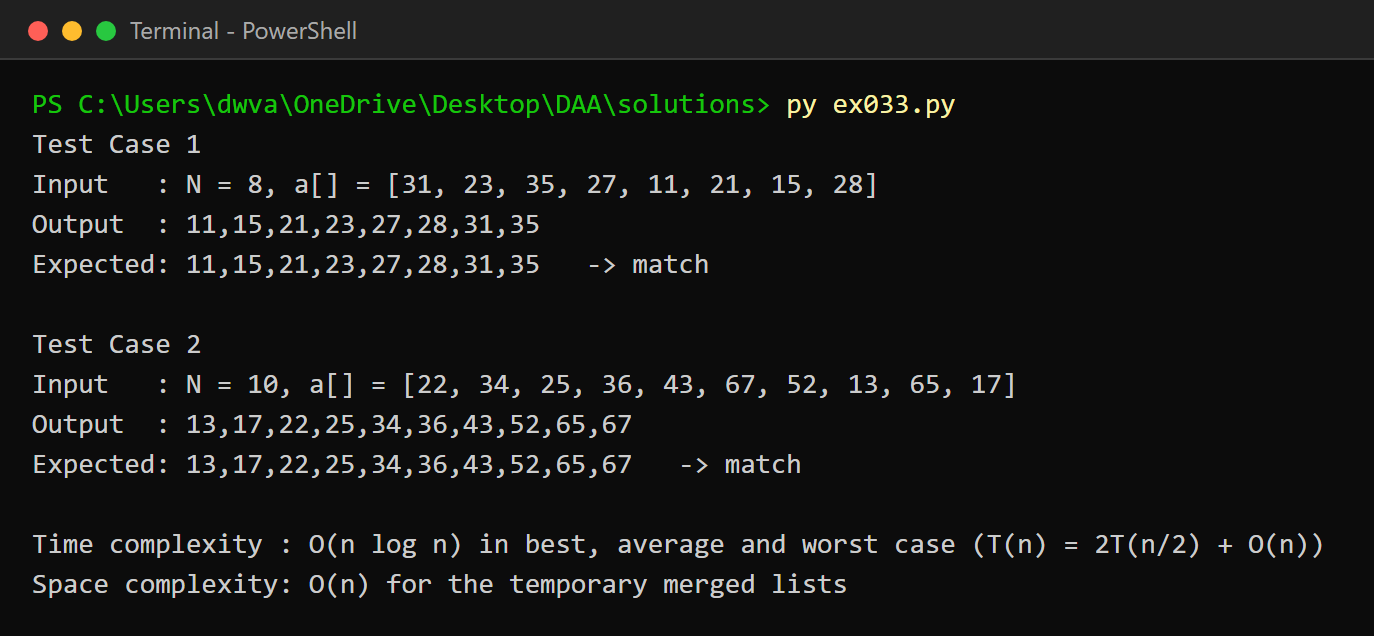 Terminal - PowerShell
PS C:\Users\dwva\OneDrive\Desktop\DAA\solutions> py ex033.py
Test Case 1
Input   : N = 8, a[] = [31, 23, 35, 27, 11, 21, 15, 28]
Output  : 11,15,21,23,27,28,31,35
Expected: 11,15,21,23,27,28,31,35   -> match
Test Case 2
Input   : N = 10, a[] = [22, 34, 25, 36, 43, 67, 52, 13, 65, 17]
Output  : 13,17,22,25,34,36,43,52,65,67
Expected: 13,17,22,25,34,36,43,52,65,67   -> match
Time complexity : O(n log n) in best, average and worst case (T(n) = 2T(n/2) + O(n))
Space complexity: O(n) for the temporary merged lists